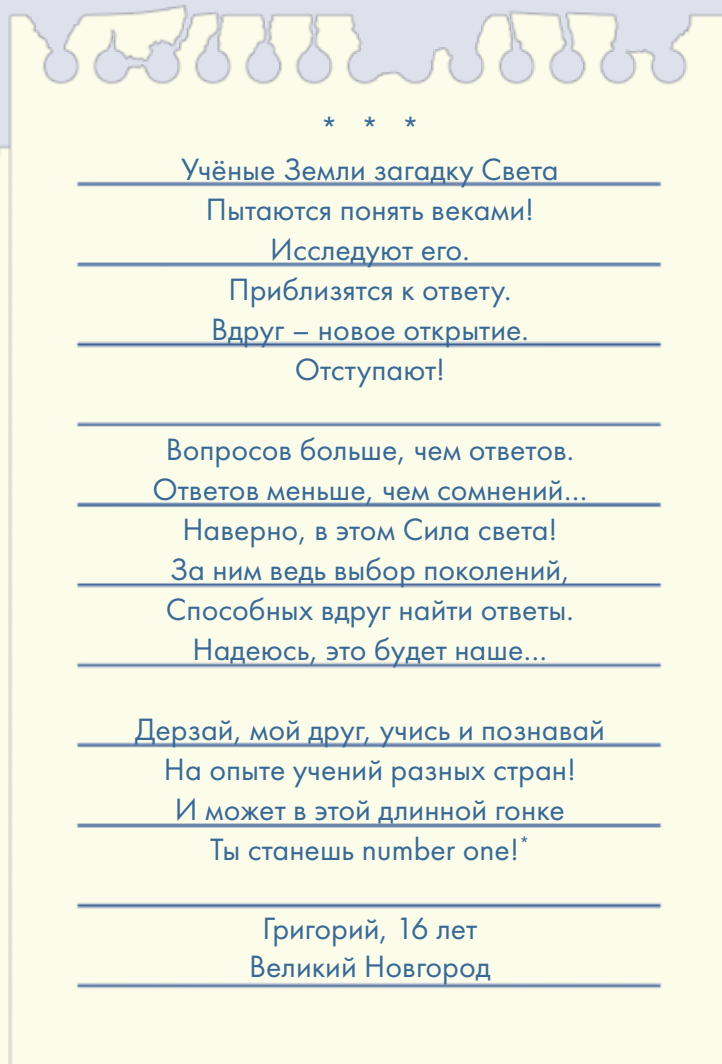 * * *
Учёные Земли загадку Света
Пытаются понять веками!
Исследуют его.
Приблизятся к ответу.
Вдруг – новое открытие.
Отступают!
Вопросов больше, чем ответов.
Ответов меньше, чем сомнений...
Наверно, в этом Сила света!
За ним ведь выбор поколений,
Способных вдруг найти ответы.
Надеюсь, это будет наше...
Дерзай, мой друг, учись и познавай
На опыте учений разных стран!
И может в этой длинной гонке
Ты станешь number one!*
Григорий, 16 лет
Великий Новгород